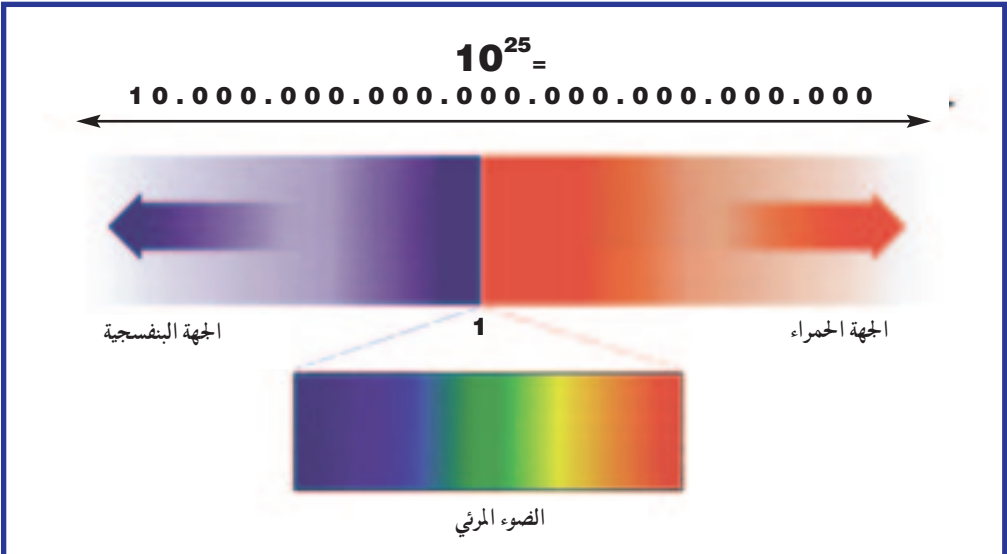 10²⁵=
10.000.000.000.000.000.000.000.000
الجهة البنفسجية
1
الجهة الحمراء
الضوء المرئي